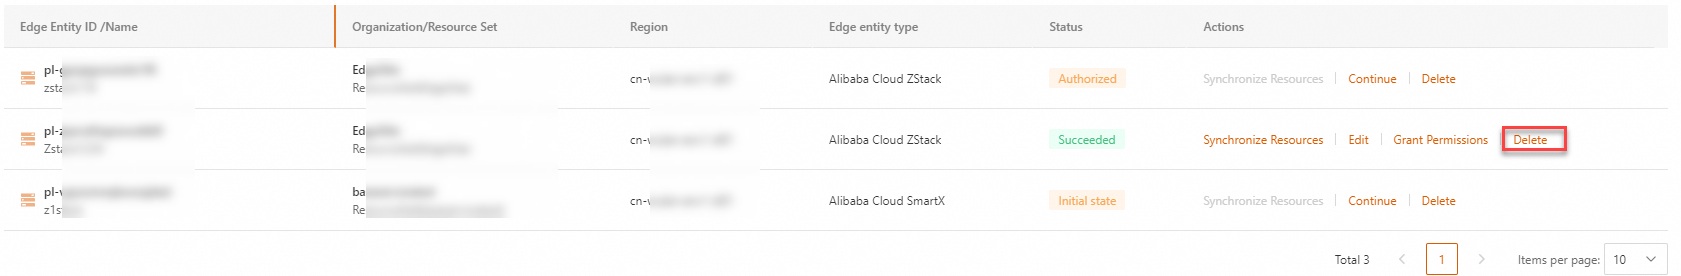 Edge Entity ID /Name Organization/Resource Set Region Edge entity type Status Actions
pl- Ed cn- Alibaba Cloud ZStack Authorized Synchronize Resources Continue Delete
zsta Re
pl-z Ed cn- Alibaba Cloud ZStack Succeeded Synchronize Resources Edit Grant Permissions Delete
Zsta Re
pl- ba cn- Alibaba Cloud SmartX Initial state Synchronize Resources Continue Delete
z1s Re
Total 3 < 1 > Items per page: 10